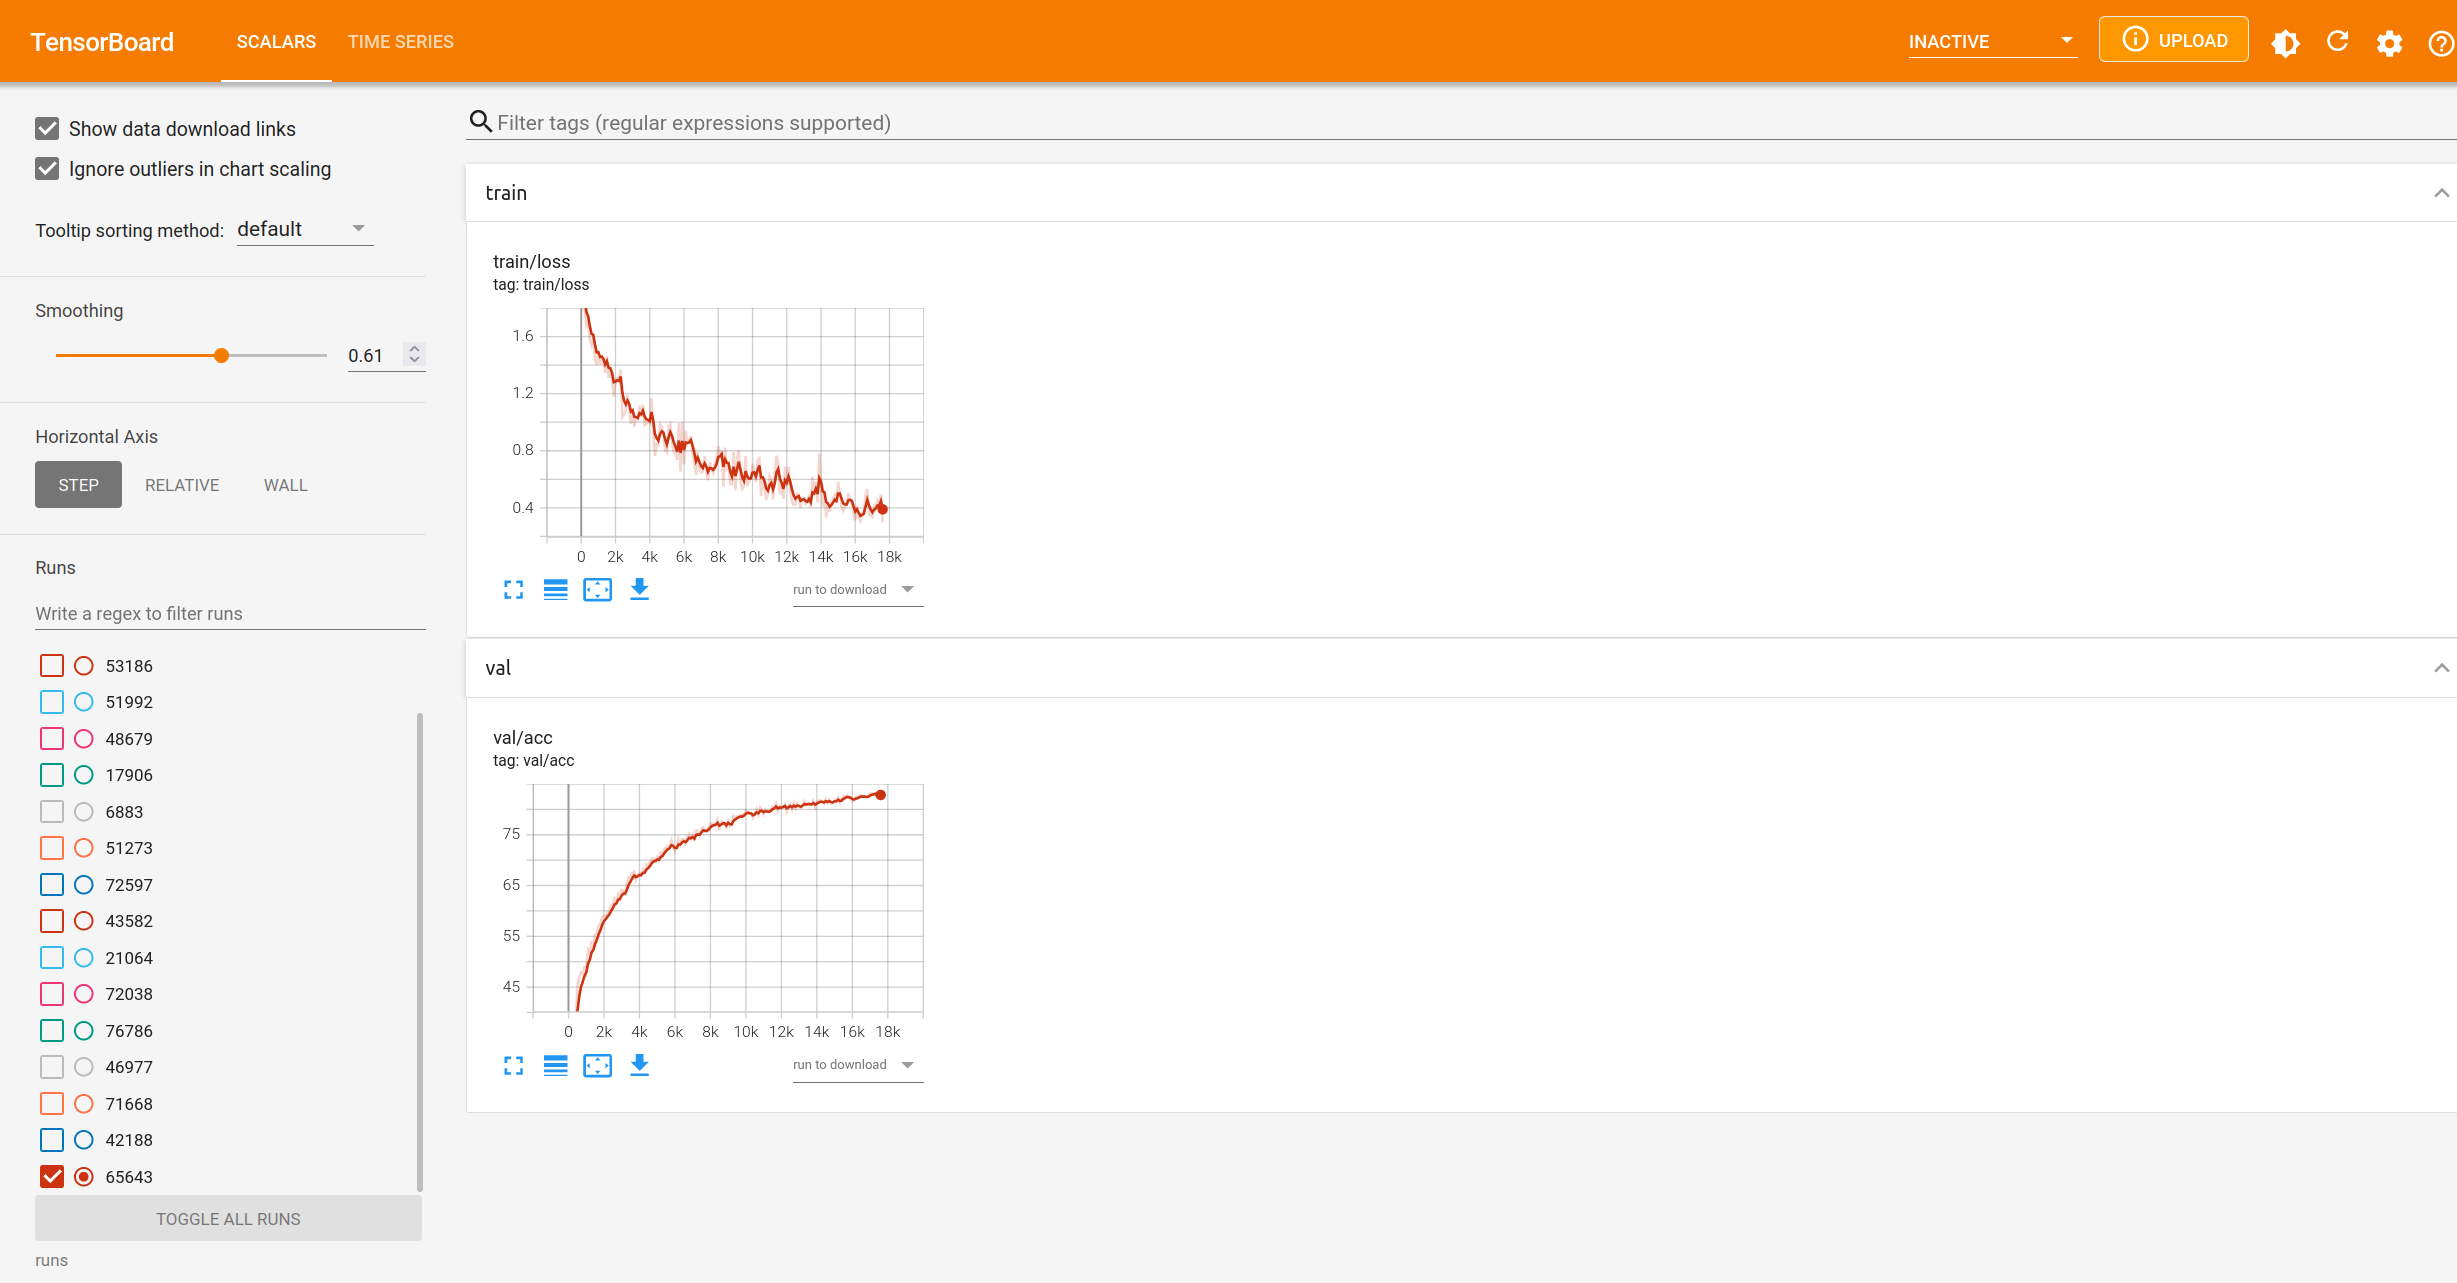 TensorBoard SCALARS TIME SERIES INACTIVE UPLOAD
Show data download links
Ignore outliers in chart scaling
Tooltip sorting method: default
Smoothing
0.61
Horizontal Axis
STEP RELATIVE WALL
Runs
Write a regex to filter runs
53186
51992
48679
17906
6883
51273
72597
43582
21064
72038
76786
46977
71668
42188
65643
TOGGLE ALL RUNS
runs
Filter tags (regular expressions supported)
train
train/loss
tag: train/loss
1.6
1.2
0.8
0.4
0 2k 4k 6k 8k 10k 12k 14k 16k 18k
run to download
val
val/acc
tag: val/acc
75
65
55
45
0 2k 4k 6k 8k 10k 12k 14k 16k 18k
run to download